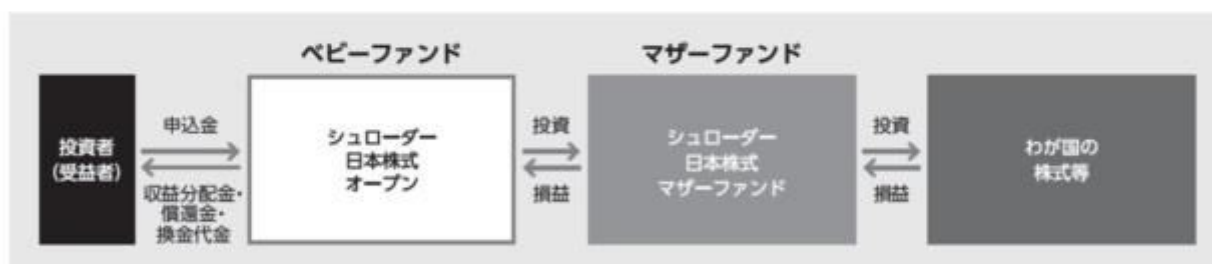 ベビーファンド
マザーファンド
投資者
(受益者)
申込金
収益分配金・
償還金・
換金代金
シュローダー
日本株式
オープン
投資
損益
シュローダー
日本株式
マザーファンド
投資
損益
わが国の
株式等